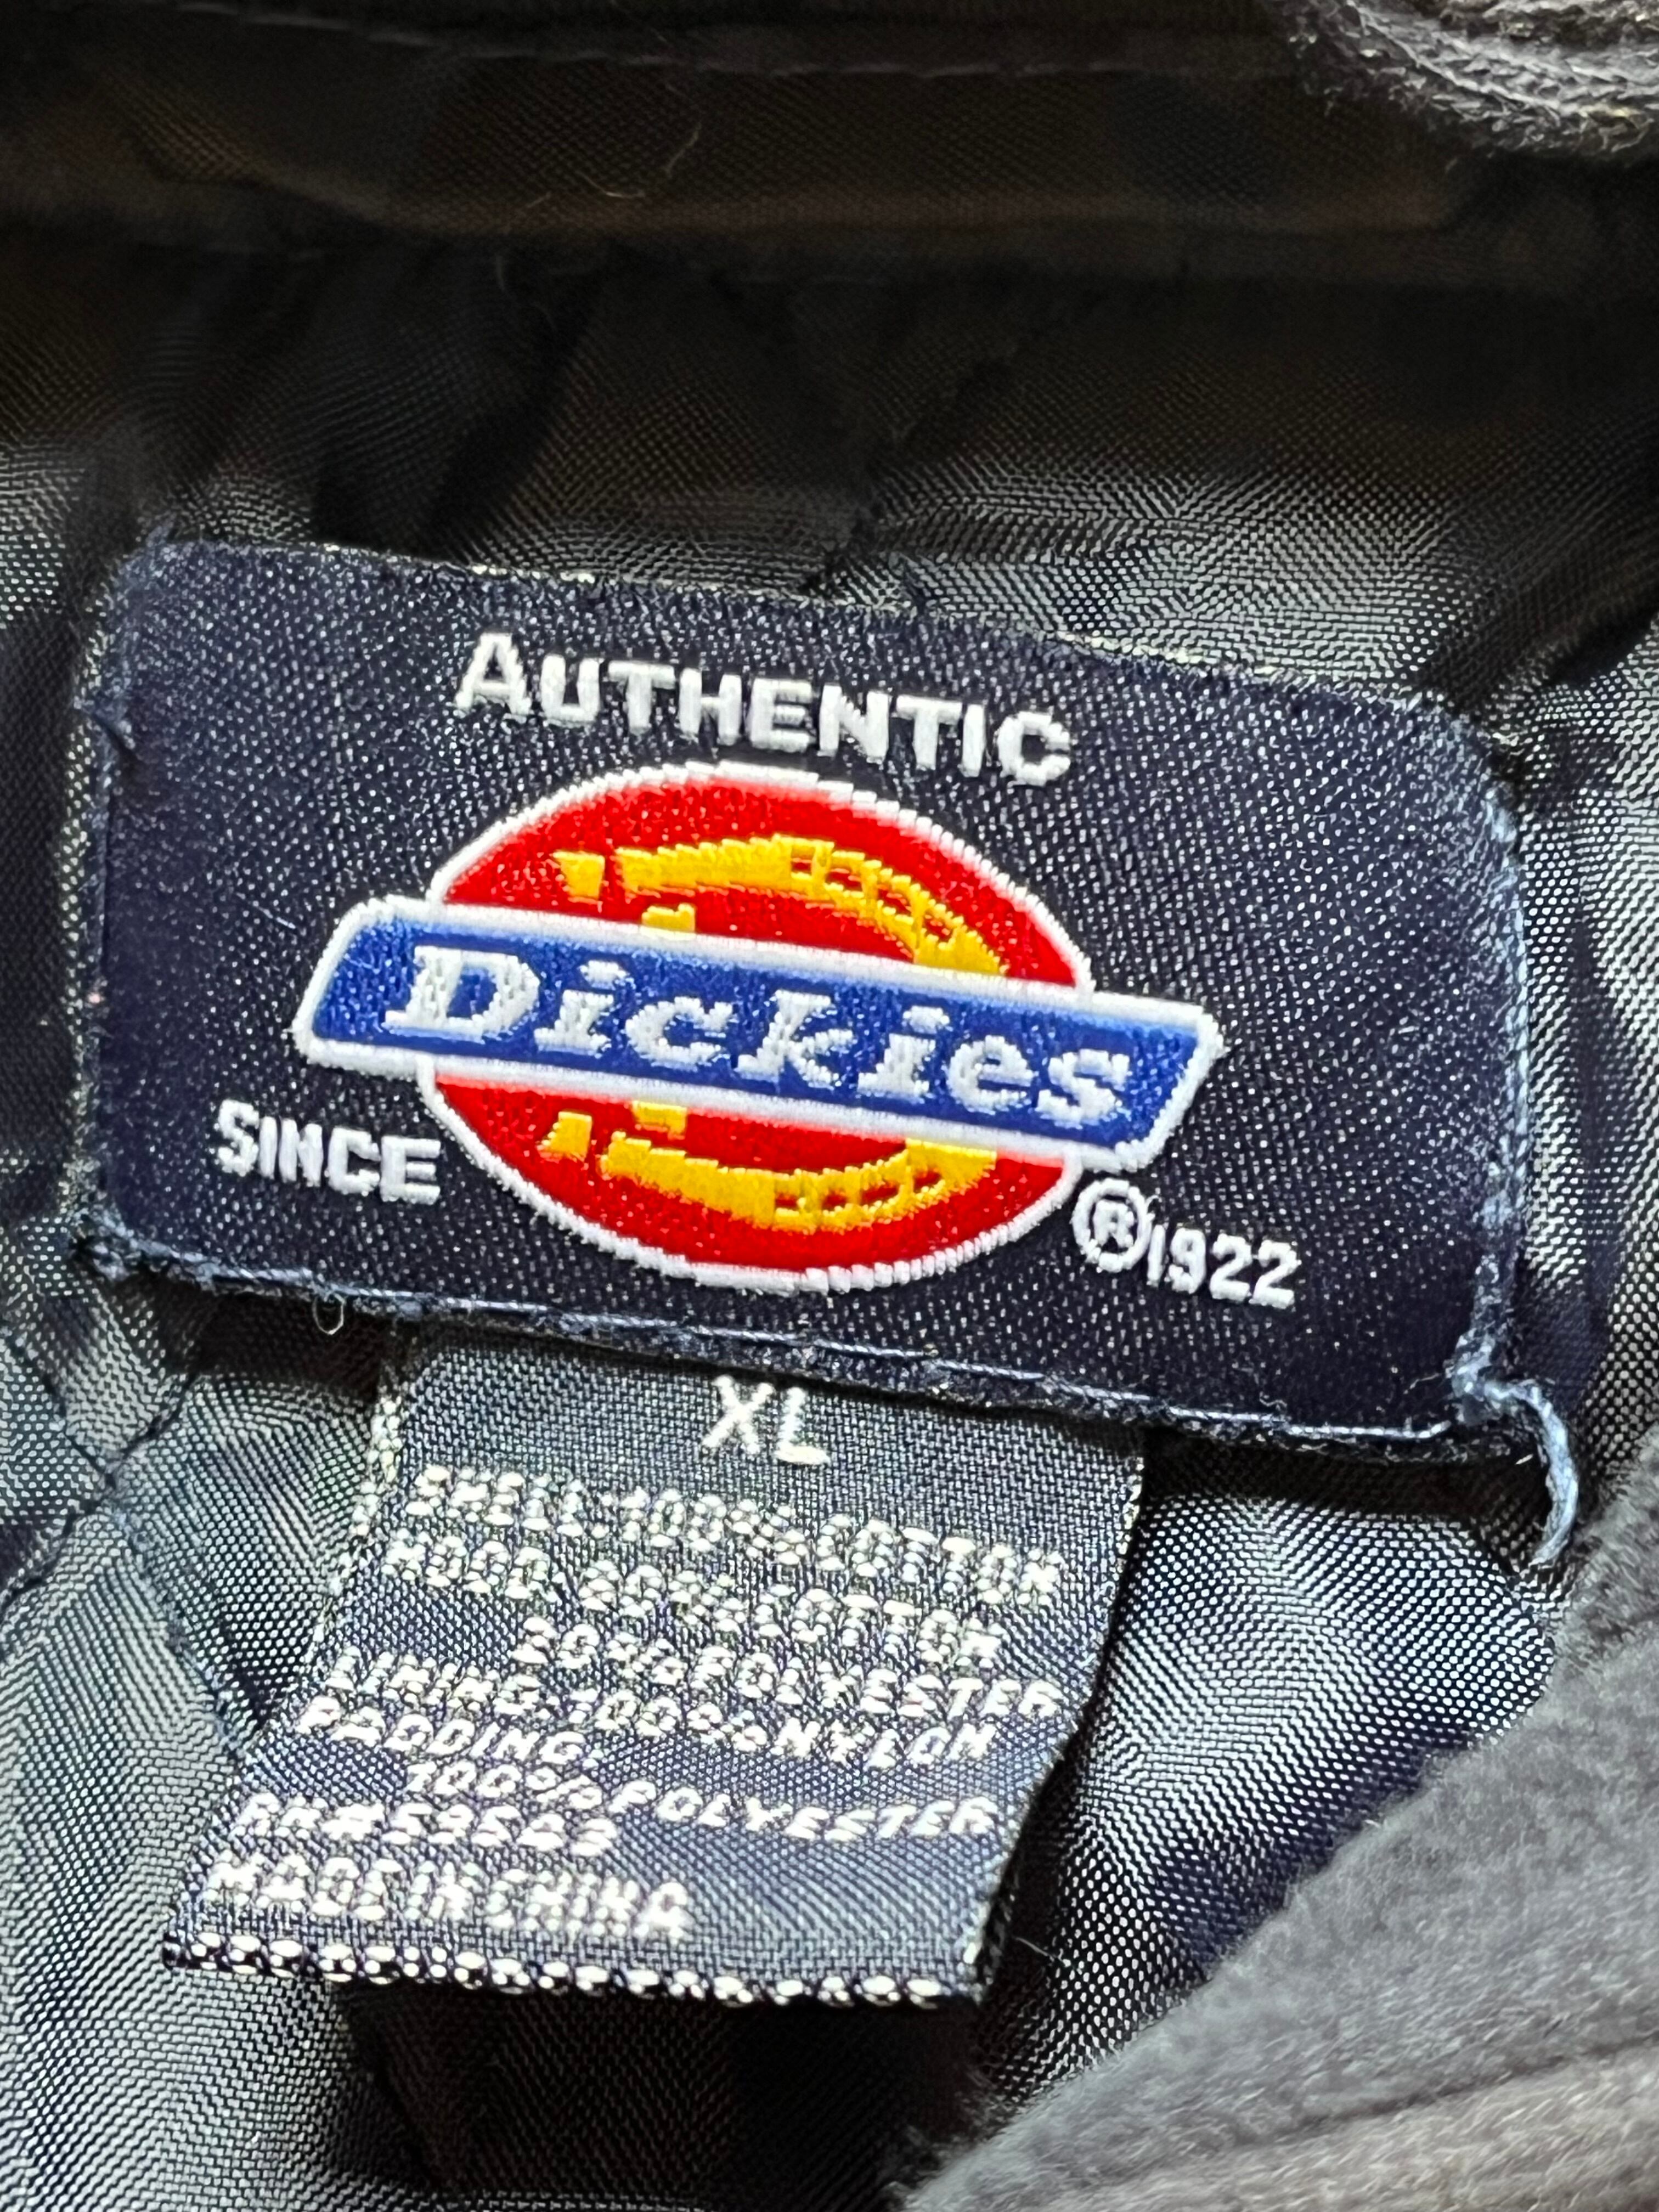 AUTHENTIC
Dickies
SINCE ®1922
XL
SHELL:100% COTTON
HOOD:80% COTTON
20% POLYESTER
LINING:100% NYLON
PADDING:
100% POLYESTER
MADE IN CHINA